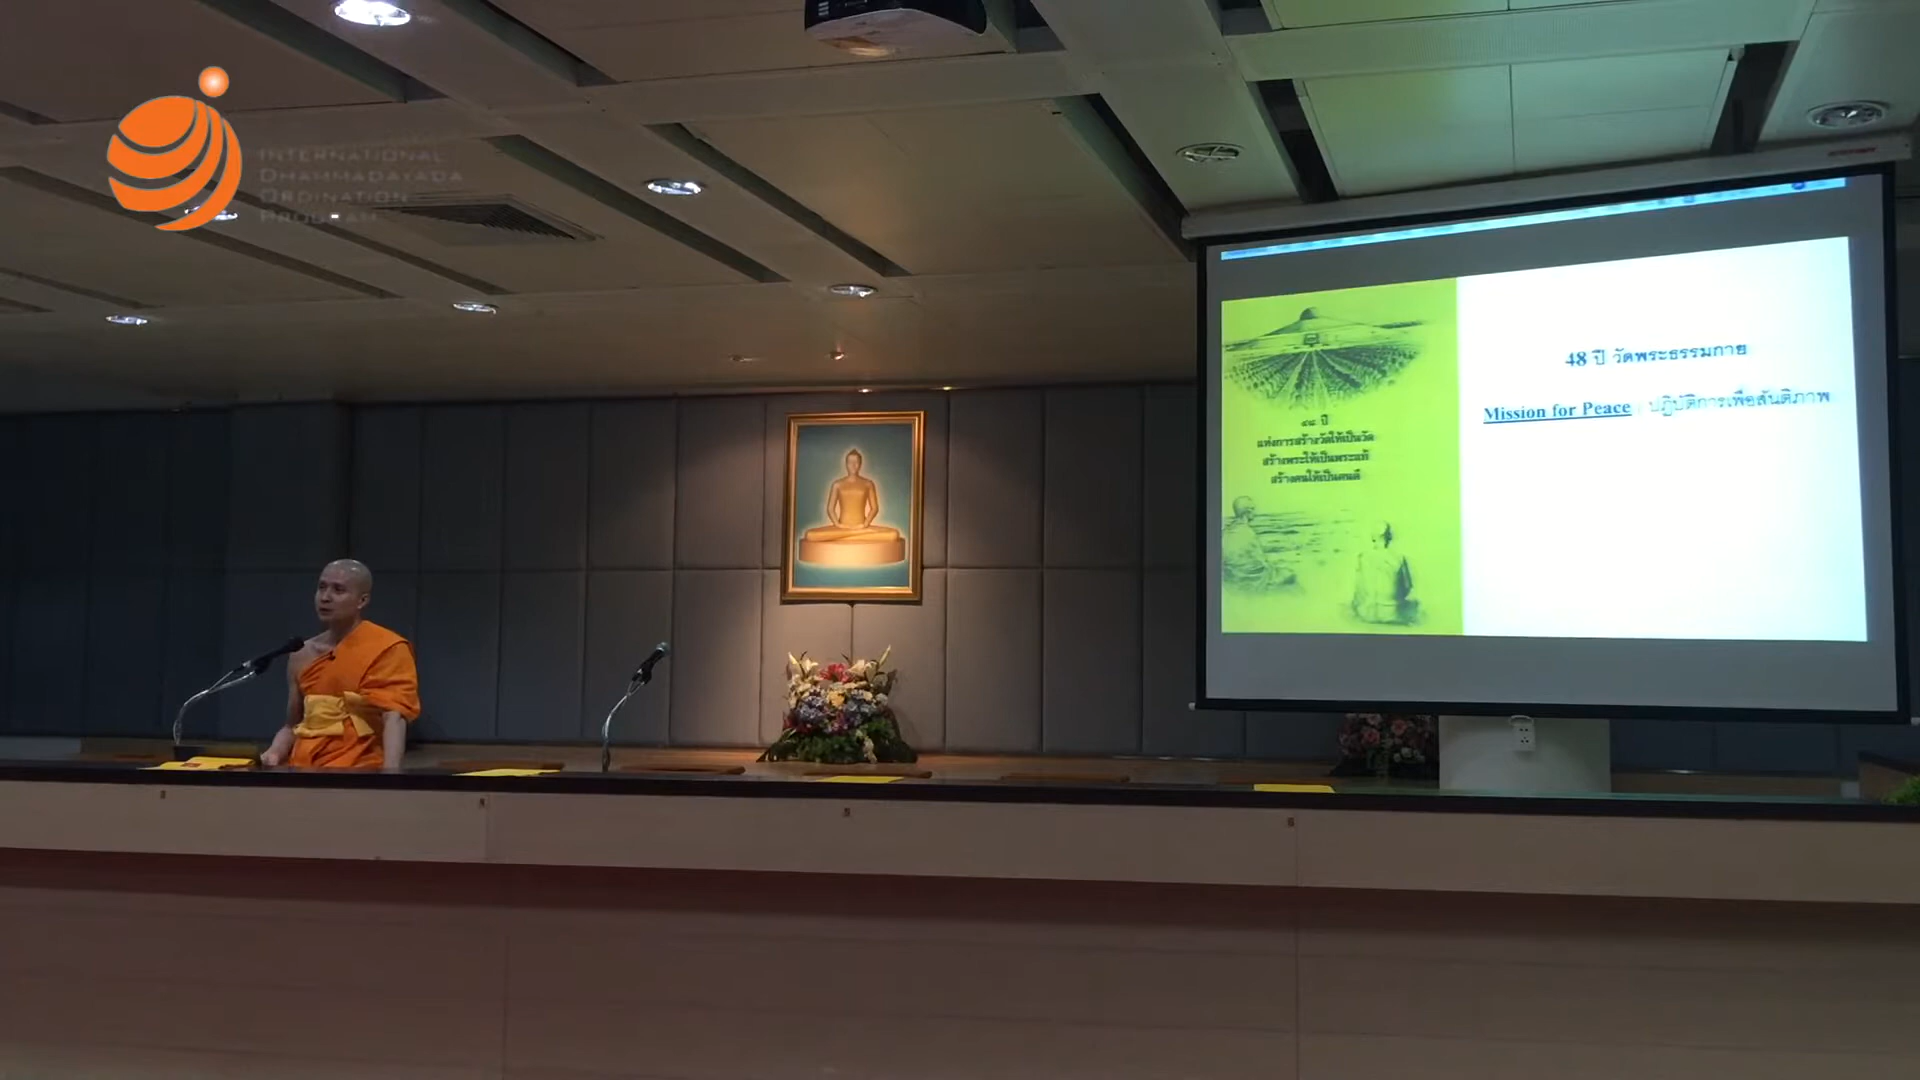 INTERNATIONAL
DHAMMADAYADA
ORDINATION
PROGRAM
48 ปี วัดพระธรรมกาย
Mission for Peace : ปฏิบัติการเพื่อสันติภาพ
๔๘ ปี
แห่งการสร้างวัดให้เป็นวัด
สร้างพระให้เป็นพระแท้
สร้างคนให้เป็นคนดี